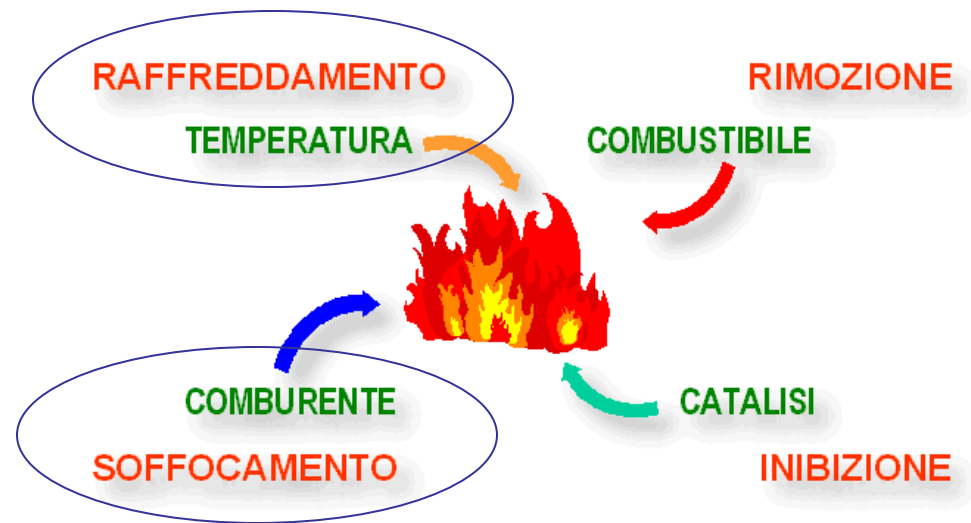 RAFFREDDAMENTO
RIMOZIONE
TEMPERATURA
COMBUSTIBILE
COMBURENTE
CATALISI
SOFFOCAMENTO
INIBIZIONE